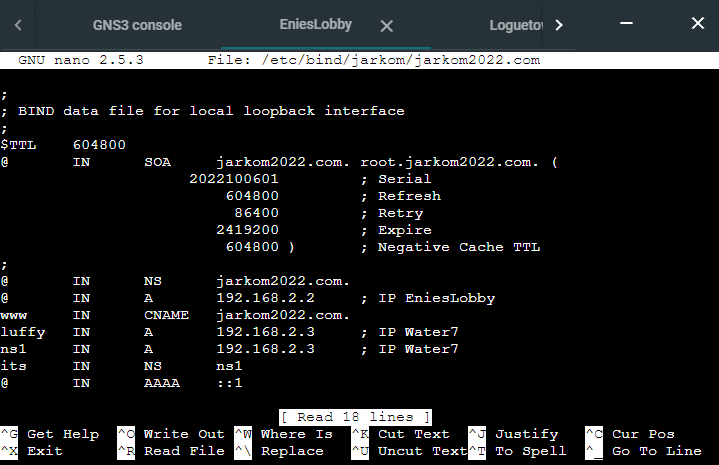 GNS3 console EniesLobby Loguetov
GNU nano 2.5.3 File: /etc/bind/jarkom/jarkom2022.com
;
; BIND data file for local loopback interface
;
$TTL 604800
@ IN SOA jarkom2022.com. root.jarkom2022.com. (
2022100601 ; Serial
604800 ; Refresh
86400 ; Retry
2419200 ; Expire
604800 ) ; Negative Cache TTL
;
@ IN NS jarkom2022.com.
@ IN A 192.168.2.2 ; IP EniesLobby
www IN CNAME jarkom2022.com.
luffy IN A 192.168.2.3 ; IP Water7
ns1 IN A 192.168.2.3 ; IP Water7
its IN NS ns1
@ IN AAAA ::1
[ Read 18 lines ]
^G Get Help ^O Write Out ^W Where Is ^K Cut Text ^J Justify ^C Cur Pos
^X Exit ^R Read File ^\ Replace ^U Uncut Text ^T To Spell ^_ Go To Line